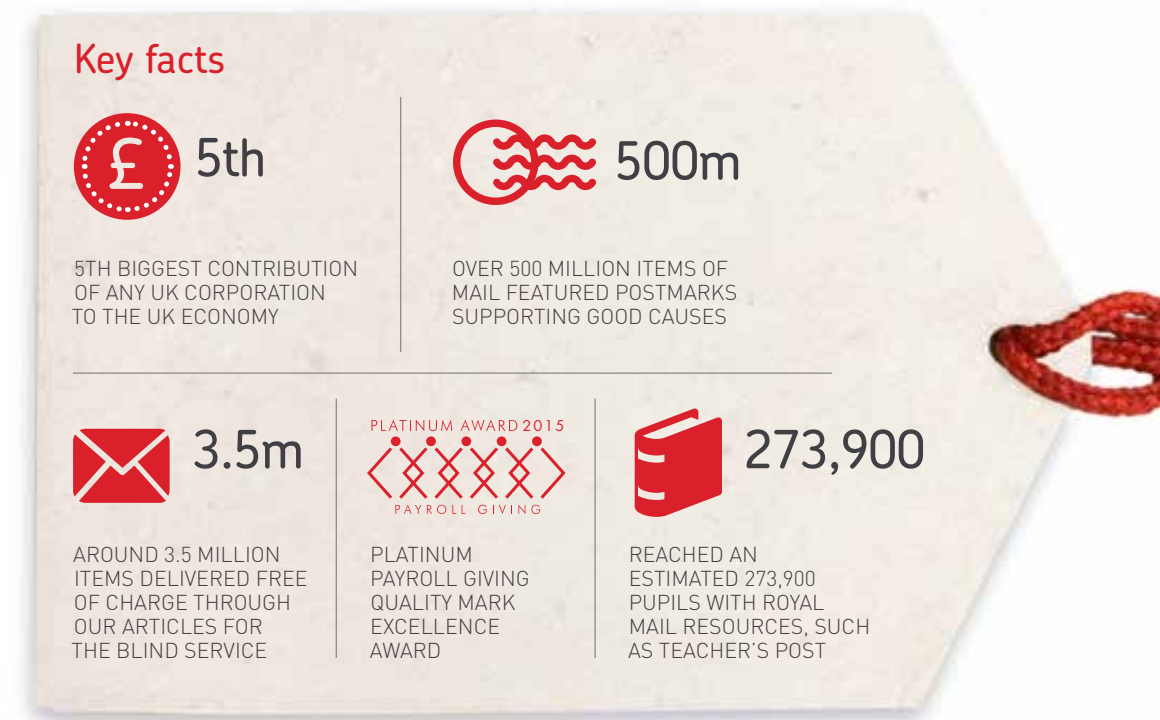 Key facts
£
5th
5TH BIGGEST CONTRIBUTION
OF ANY UK CORPORATION
TO THE UK ECONOMY
500m
OVER 500 MILLION ITEMS OF
MAIL FEATURED POSTMARKS
SUPPORTING GOOD CAUSES
3.5m
AROUND 3.5 MILLION
ITEMS DELIVERED FREE
OF CHARGE THROUGH
OUR ARTICLES FOR
THE BLIND SERVICE
PLATINUM AWARD 2015
PAYROLL GIVING
PLATINUM
PAYROLL GIVING
QUALITY MARK
EXCELLENCE
AWARD
273,900
REACHED AN
ESTIMATED 273,900
PUPILS WITH ROYAL
MAIL RESOURCES, SUCH
AS TEACHER'S POST